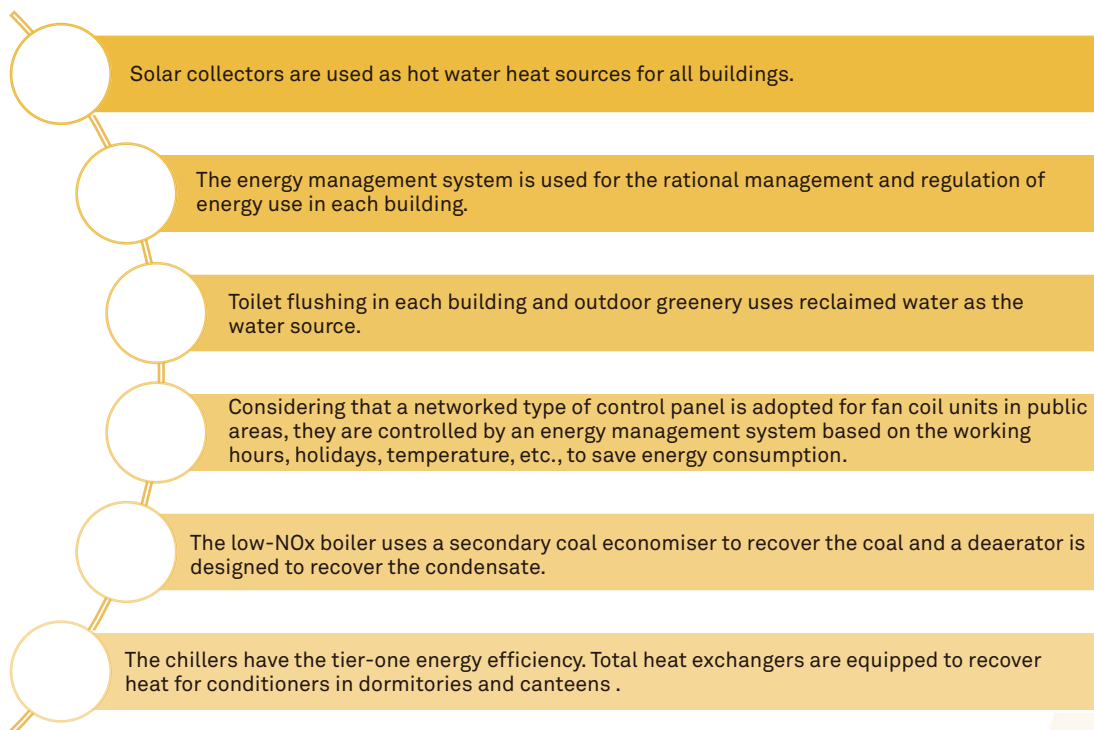 Solar collectors are used as hot water heat sources for all buildings.
The energy management system is used for the rational management and regulation of
energy use in each building.
Toilet flushing in each building and outdoor greenery uses reclaimed water as the
water source.
Considering that a networked type of control panel is adopted for fan coil units in public
areas, they are controlled by an energy management system based on the working
hours, holidays, temperature, etc., to save energy consumption.
The low-NOx boiler uses a secondary coal economiser to recover the coal and a deaerator is
designed to recover the condensate.
The chillers have the tier-one energy efficiency. Total heat exchangers are equipped to recover
heat for conditioners in dormitories and canteens .